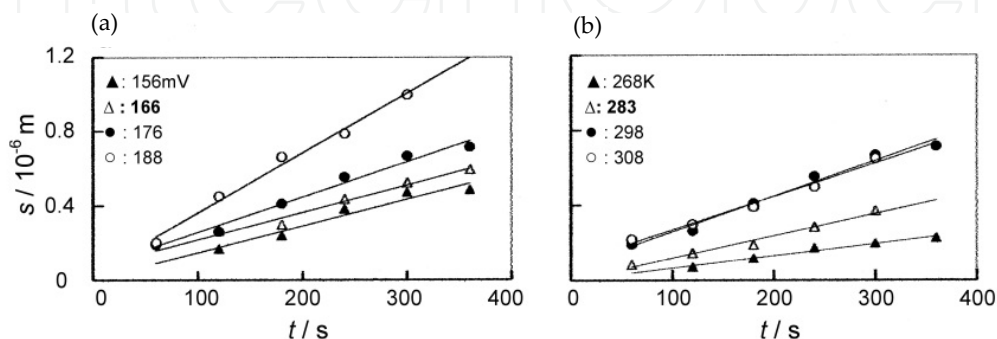 (a)
(b)
1.2
0.8
0.4
0
s / 10⁻⁶ m
▲: 156mV
△: 166
●: 176
○: 188
0
100
200
300
400
t / s
▲: 268K
△: 283
●: 298
○: 308
0
100
200
300
400
t / s